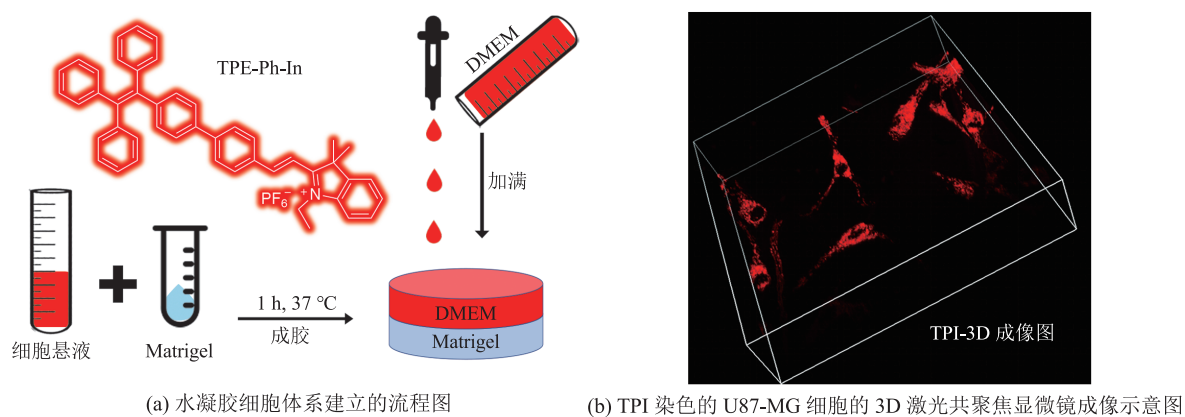 TPE-Ph-In
DMEM
加满
PF₆⁻
+
N
细胞悬液
Matrigel
1 h, 37 ℃
成胶
DMEM
Matrigel
(a) 水凝胶细胞体系建立的流程图
TPI-3D 成像图
(b) TPI 染色的 U87-MG 细胞的 3D 激光共聚焦显微镜成像示意图